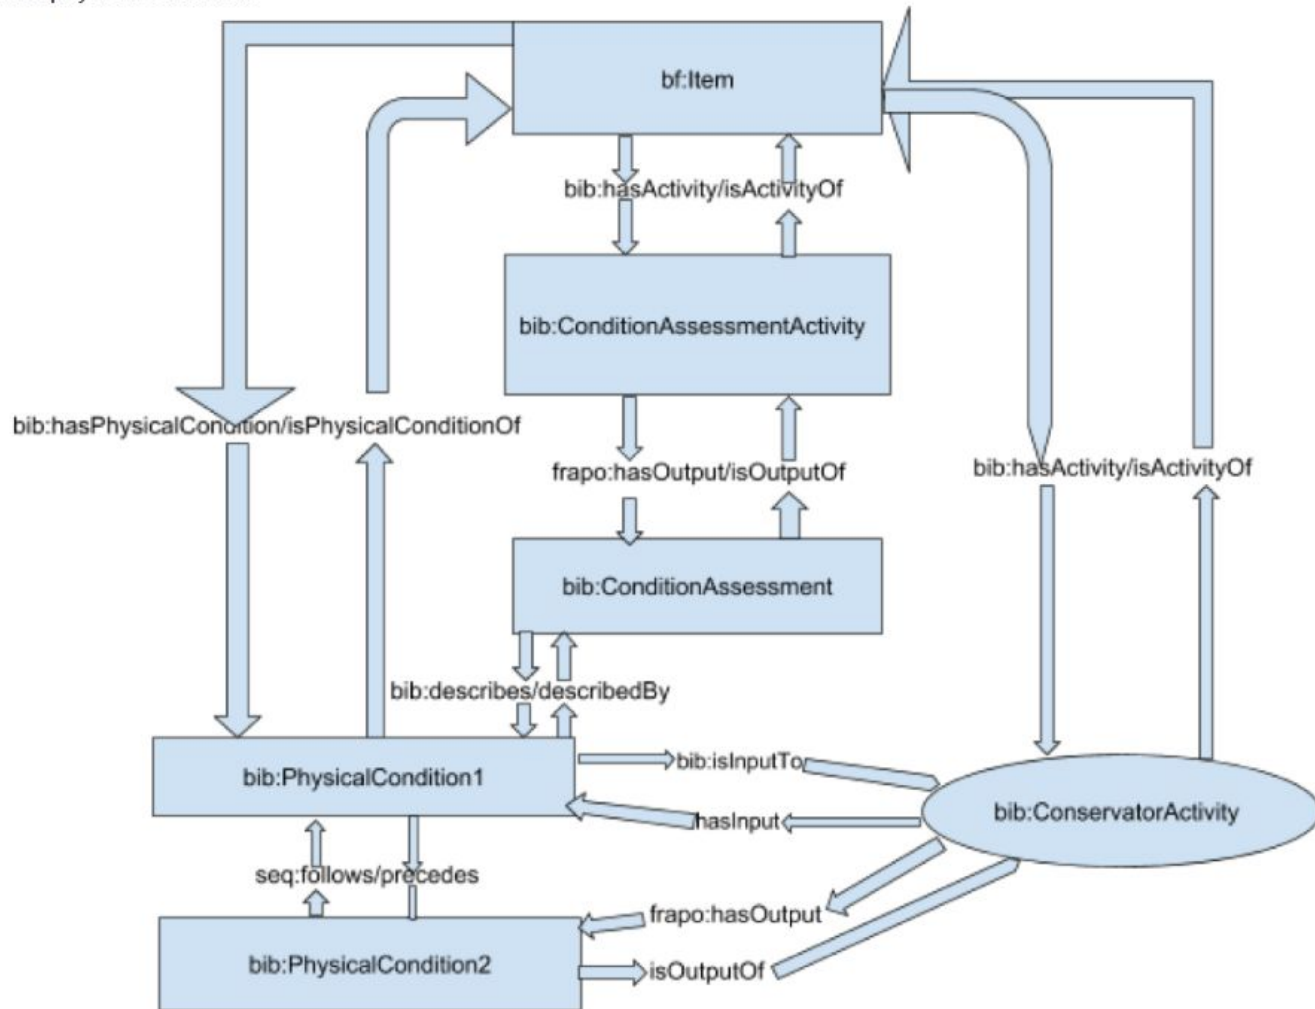 bf:Item
bib:hasActivity/isActivityOf
bib:ConditionAssessmentActivity
bib:hasPhysicalCondition/isPhysicalConditionOf
frapo:hasOutput/isOutputOf
bib:hasActivity/isActivityOf
bib:ConditionAssessment
bib:describes/describedBy
bib:PhysicalCondition1
bib:isInputTo
hasInput
bib:ConservatorActivity
seq:follows/precedes
frapo:hasOutput
bib:PhysicalCondition2
isOutputOf